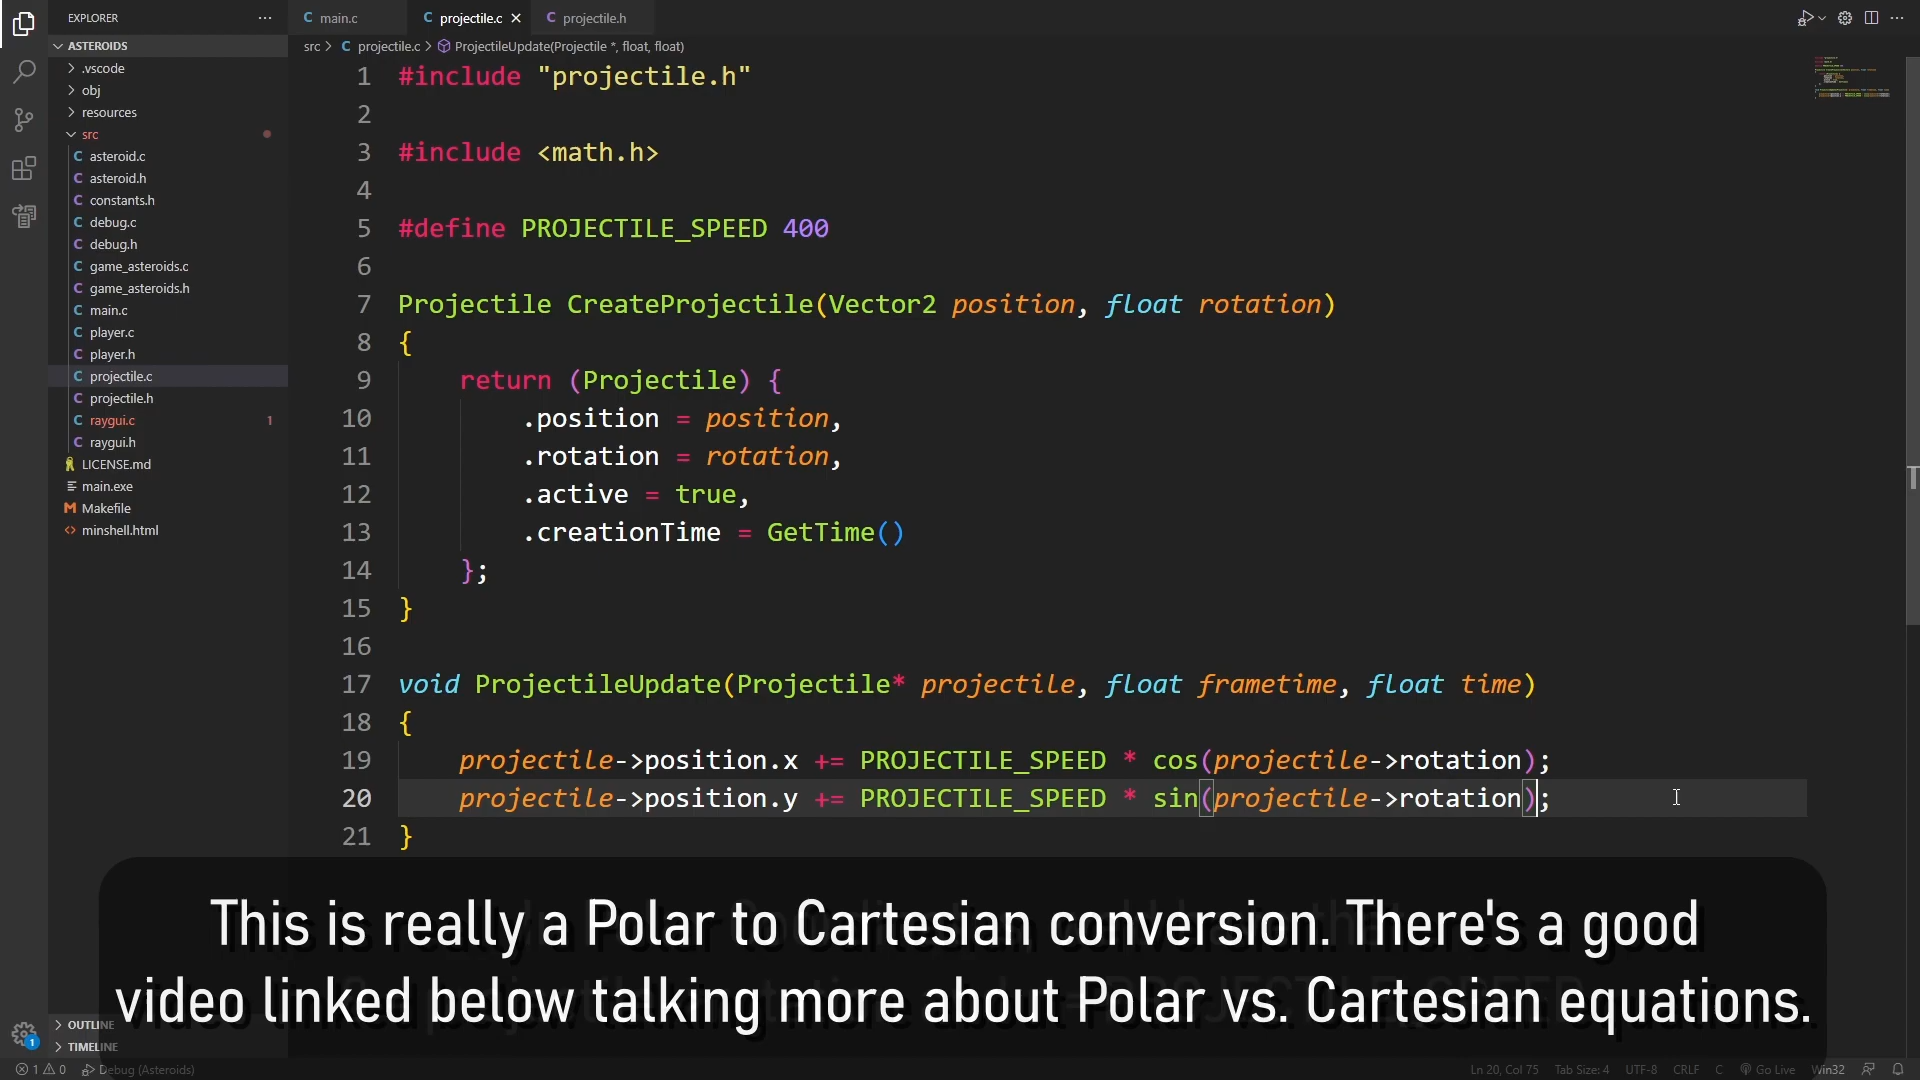 EXPLORER
ASTEROIDS
.vscode
obj
resources
src
asteroid.c
asteroid.h
constants.h
debug.c
debug.h
game_asteroids.c
game_asteroids.h
main.c
player.c
player.h
projectile.c
projectile.h
raygui.c 1
raygui.h
LICENSE.md
main.exe
Makefile
minshell.html
OUTLINE
TIMELINE
main.c projectile.c projectile.h
src > projectile.c > ProjectileUpdate(Projectile *, float, float)
1 #include "projectile.h"
2
3 #include <math.h>
4
5 #define PROJECTILE_SPEED 400
6
7 Projectile CreateProjectile(Vector2 position, float rotation)
8 {
9 return (Projectile) {
10 .position = position,
11 .rotation = rotation,
12 .active = true,
13 .creationTime = GetTime()
14 };
15 }
16
17 void ProjectileUpdate(Projectile* projectile, float frametime, float time)
18 {
19 projectile->position.x += PROJECTILE_SPEED * cos(projectile->rotation);
20 projectile->position.y += PROJECTILE_SPEED * sin(projectile->rotation);
21 }
This is really a Polar to Cartesian conversion. There's a good
video linked below talking more about Polar vs. Cartesian equations.
1
1 0 Debug (Asteroids) Ln 20, Col 75 Tab Size: 4 UTF-8 CRLF C Go Live Win32